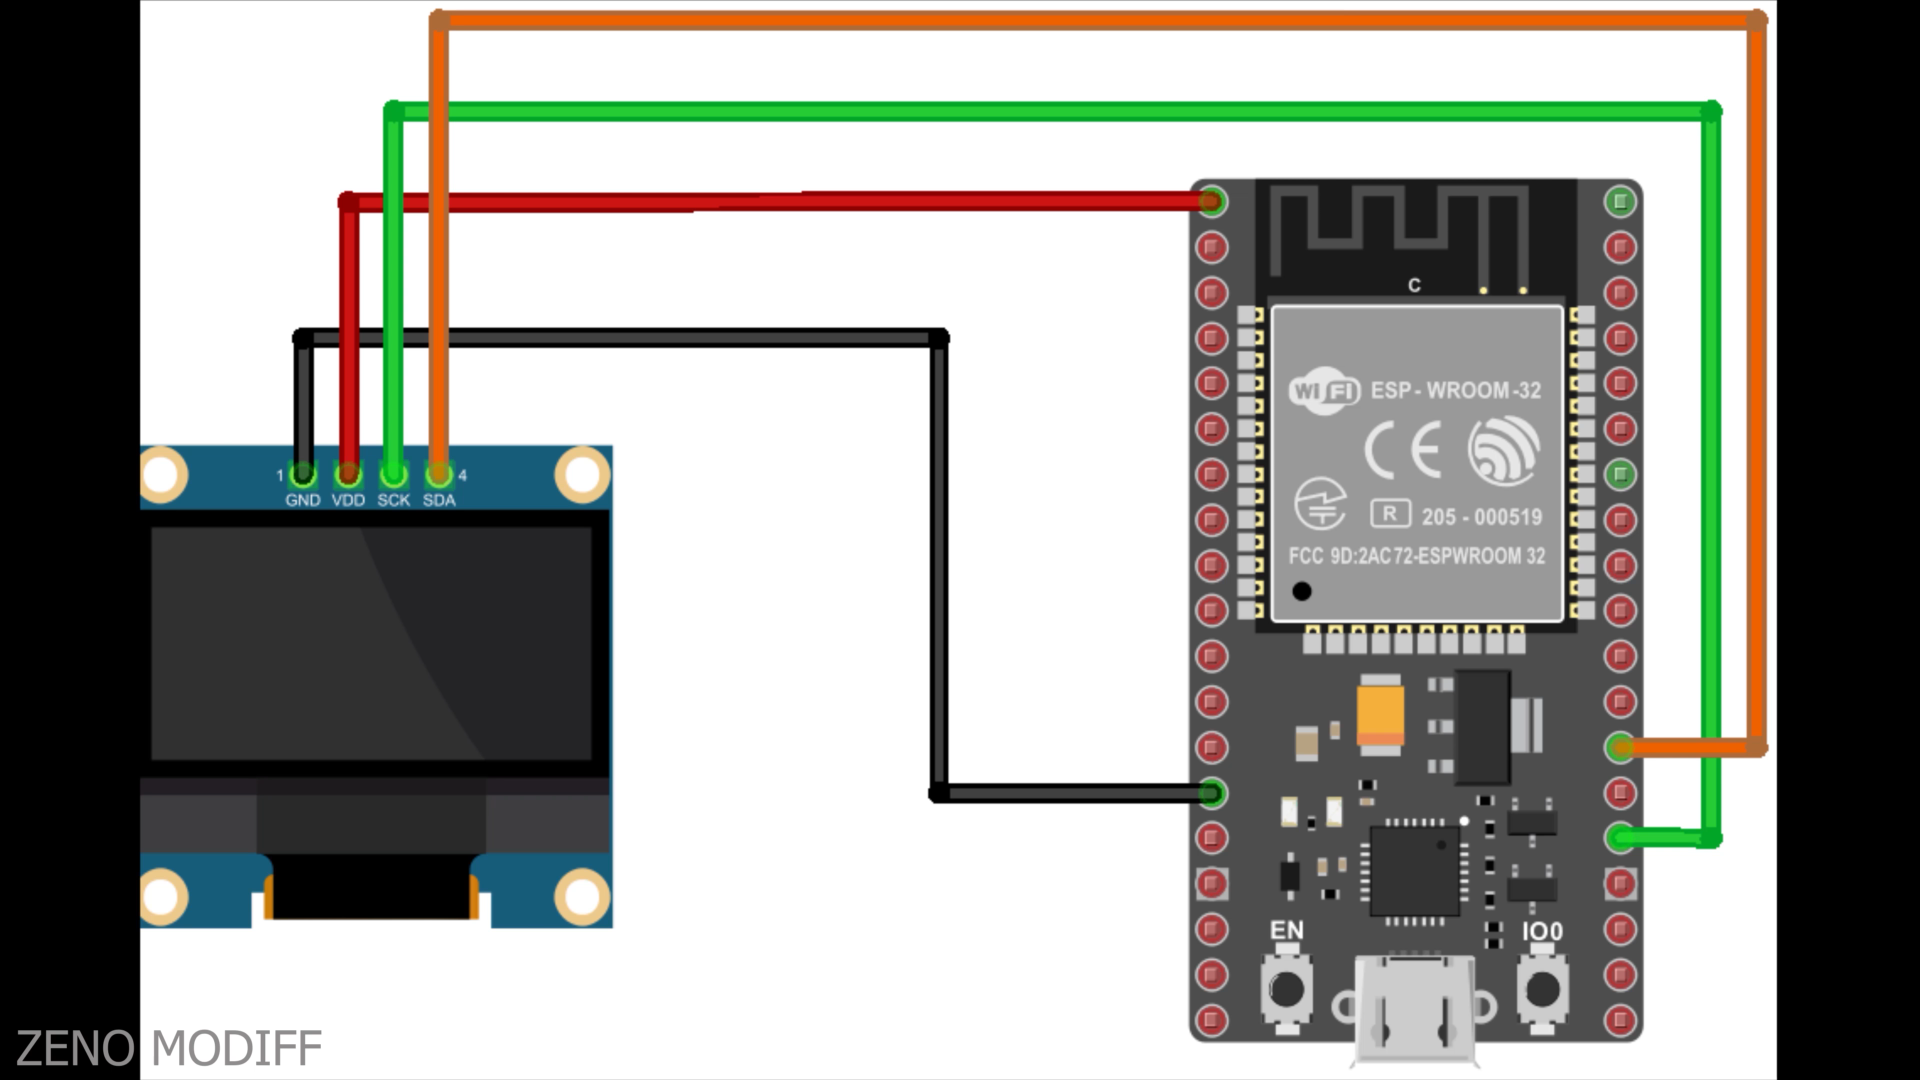 C
WiFi ESP - WROOM -32
CE
R 205 - 000519
FCC 9D:2AC72-ESPWROOM 32
1 4
GND VDD SCK SDA
EN IO0
ZENO MODIFF